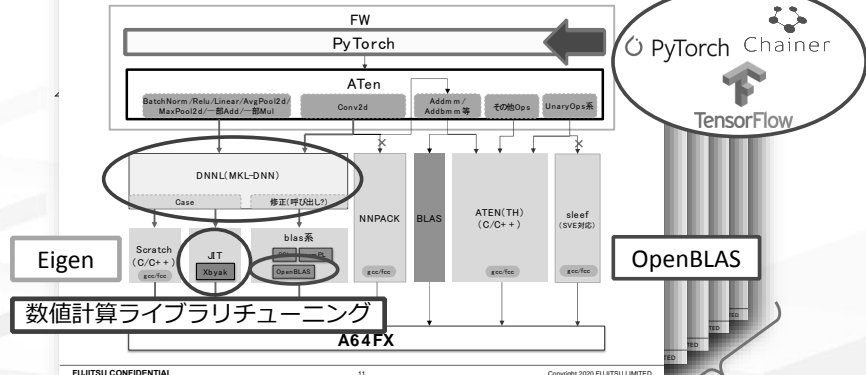 FW
PyTorch
PyTorch
Chainer
TensorFlow
ATen
BatchNorm/Relu/Linear/AvgPool2d/
MaxPool2d/一部Add/一部Mul
Conv2d
Addmm/
Addbmm等
その他Ops
UnaryOps系
DNNL(MKL-DNN)
Case
修正(呼び出し?)
NNPACK
BLAS
ATEN(TH)
(C/C++)
sleef
(SVE対応)
Eigen
Scratch
(C/C++)
gcc/fcc
JIT
Xbyak
blas系
OpenBLAS
gcc/fcc
gcc/fcc
gcc/fcc
OpenBLAS
数値計算ライブラリチューニング
A64FX
FUJITSU CONFIDENTIAL
11
Copyright 2020 FUJITSU LIMITED
TED
TED
TED
TED
TED